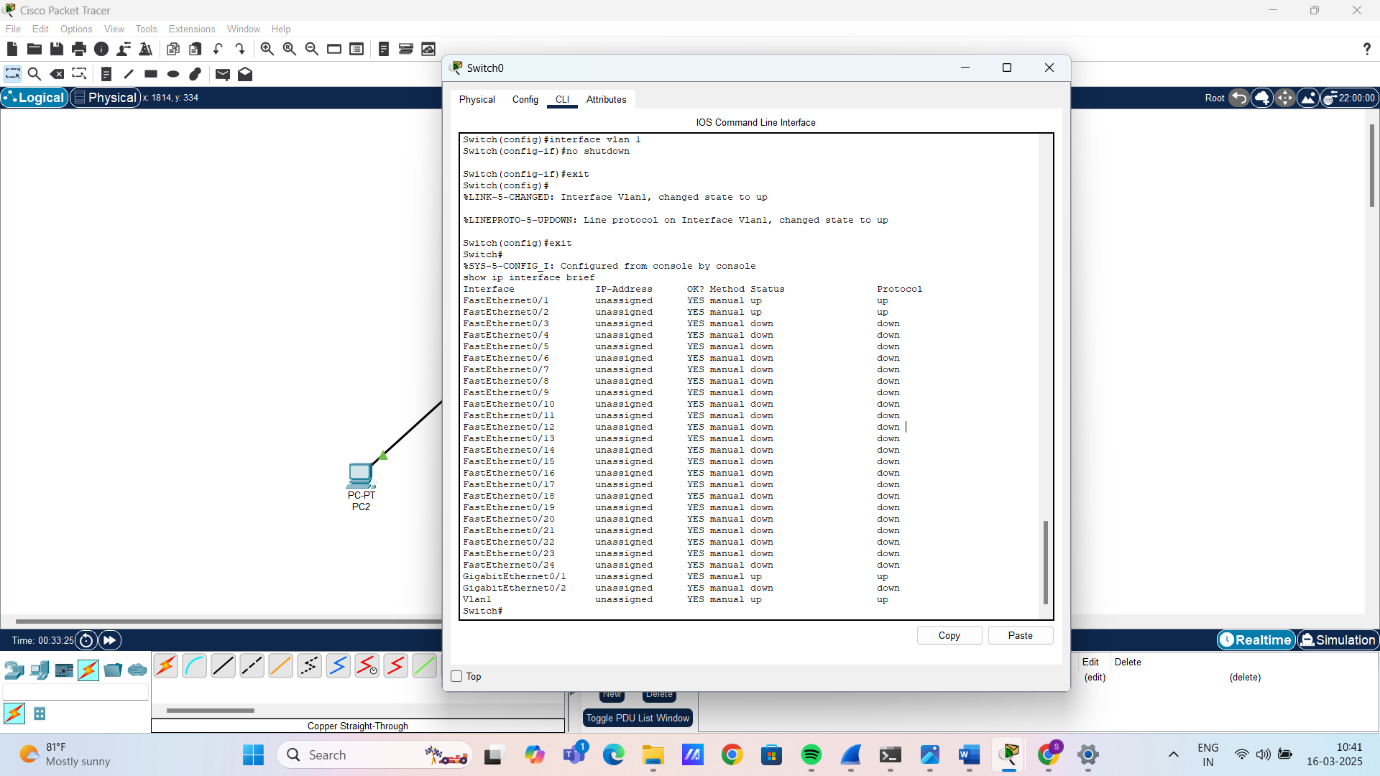 Cisco Packet Tracer
File Edit Options View Tools Extensions Window Help
Logical Physical x: 1814, y: 334
Root 22:00:00
PC-PT
PC2
Switch0
Physical Config CLI Attributes
IOS Command Line Interface
Switch(config)#interface vlan 1
Switch(config-if)#no shutdown
Switch(config-if)#exit
Switch(config)#
%LINK-5-CHANGED: Interface Vlan1, changed state to up
%LINEPROTO-5-UPDOWN: Line protocol on Interface Vlan1, changed state to up
Switch(config)#exit
Switch#
%SYS-5-CONFIG_I: Configured from console by console
show ip interface brief
Interface IP-Address OK? Method Status Protocol
FastEthernet0/1 unassigned YES manual up up
FastEthernet0/2 unassigned YES manual up up
FastEthernet0/3 unassigned YES manual down down
FastEthernet0/4 unassigned YES manual down down
FastEthernet0/5 unassigned YES manual down down
FastEthernet0/6 unassigned YES manual down down
FastEthernet0/7 unassigned YES manual down down
FastEthernet0/8 unassigned YES manual down down
FastEthernet0/9 unassigned YES manual down down
FastEthernet0/10 unassigned YES manual down down
FastEthernet0/11 unassigned YES manual down down
FastEthernet0/12 unassigned YES manual down down
FastEthernet0/13 unassigned YES manual down down
FastEthernet0/14 unassigned YES manual down down
FastEthernet0/15 unassigned YES manual down down
FastEthernet0/16 unassigned YES manual down down
FastEthernet0/17 unassigned YES manual down down
FastEthernet0/18 unassigned YES manual down down
FastEthernet0/19 unassigned YES manual down down
FastEthernet0/20 unassigned YES manual down down
FastEthernet0/21 unassigned YES manual down down
FastEthernet0/22 unassigned YES manual down down
FastEthernet0/23 unassigned YES manual down down
FastEthernet0/24 unassigned YES manual down down
GigabitEthernet0/1 unassigned YES manual up up
GigabitEthernet0/2 unassigned YES manual down down
Vlan1 unassigned YES manual up up
Switch#
Copy Paste
Top
Time: 00:33:25
Realtime Simulation
Edit Delete
(edit) (delete)
New Delete
Toggle PDU List Window
Copper Straight-Through
81°F
Mostly sunny
Search
1
S
ENG
IN
10:41
16-03-2025